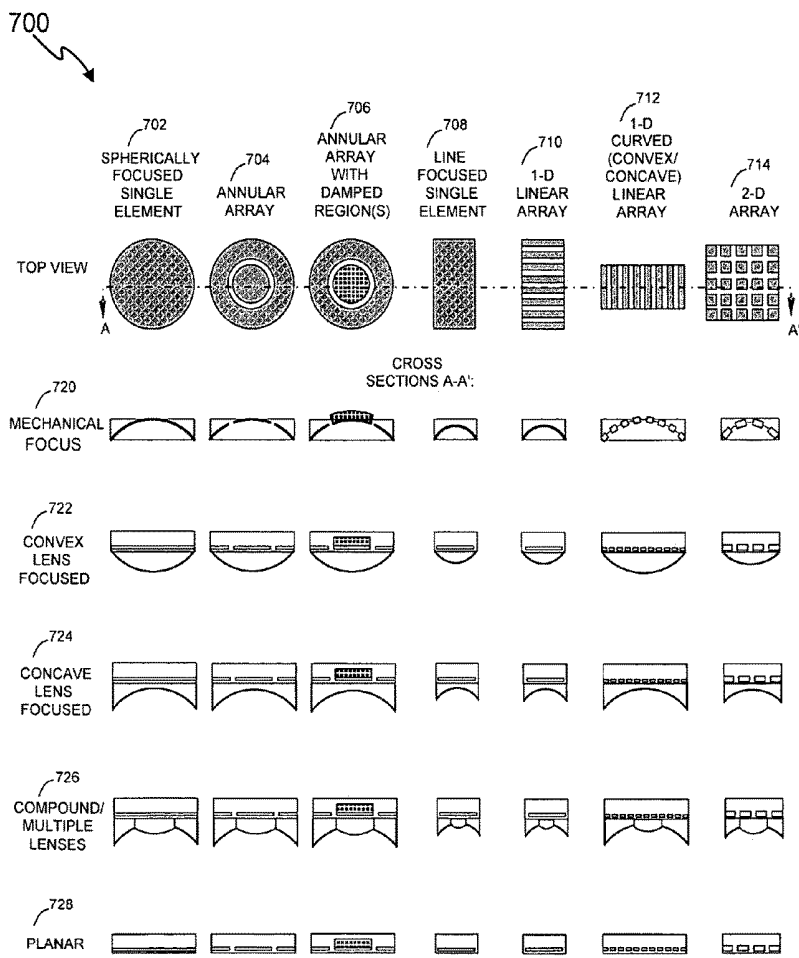 700
702
SPHERICALLY
FOCUSED
SINGLE
ELEMENT
704
ANNULAR
ARRAY
706
ANNULAR
ARRAY
WITH
DAMPED
REGION(S)
708
LINE
FOCUSED
SINGLE
ELEMENT
710
1-D
LINEAR
ARRAY
712
1-D
CURVED
(CONVEX/
CONCAVE)
LINEAR
ARRAY
714
2-D
ARRAY
TOP VIEW
A
A'
CROSS
SECTIONS A-A':
720
MECHANICAL
FOCUS
722
CONVEX
LENS
FOCUSED
724
CONCAVE
LENS
FOCUSED
726
COMPOUND/
MULTIPLE
LENSES
728
PLANAR